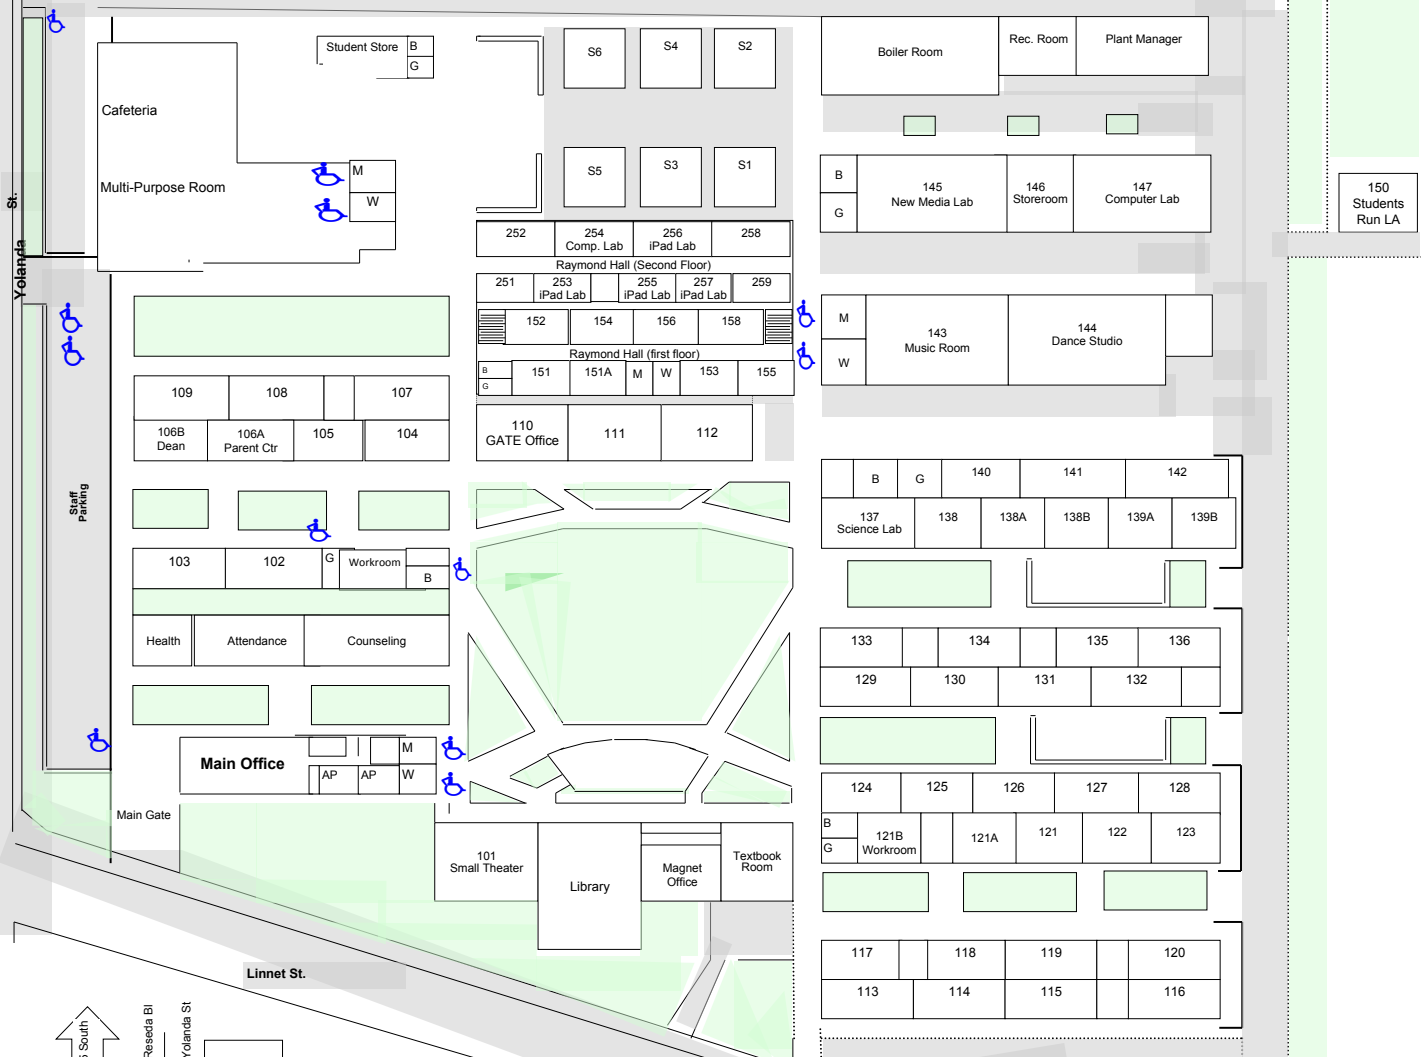 Student Store
B
G
S6
S4
S2
Boiler Room
Rec. Room
Plant Manager
Cafeteria
Multi-Purpose Room
M
W
S5
S3
S1
B
G
145
New Media Lab
146
Storeroom
147
Computer Lab
150
Students
Run LA
St.
Yolanda
252
254
Comp. Lab
256
iPad Lab
258
Raymond Hall (Second Floor)
251
253
iPad Lab
255
iPad Lab
257
iPad Lab
259
152
154
156
158
Raymond Hall (first floor)
B
G
151
151A
M
W
153
155
M
W
143
Music Room
144
Dance Studio
109
108
107
106B
Dean
106A
Parent Ctr
105
104
110
GATE Office
111
112
Staff
Parking
B
G
140
141
142
137
Science Lab
138
138A
138B
139A
139B
103
102
G
Workroom
B
Health
Attendance
Counseling
133
134
135
136
129
130
131
132
Main Office
M
AP
AP
W
Main Gate
124
125
126
127
128
B
G
121B
Workroom
121A
121
122
123
101
Small Theater
Library
Magnet
Office
Textbook
Room
117
118
119
120
113
114
115
116
Linnet St.
South
Reseda Bl
Yolanda St